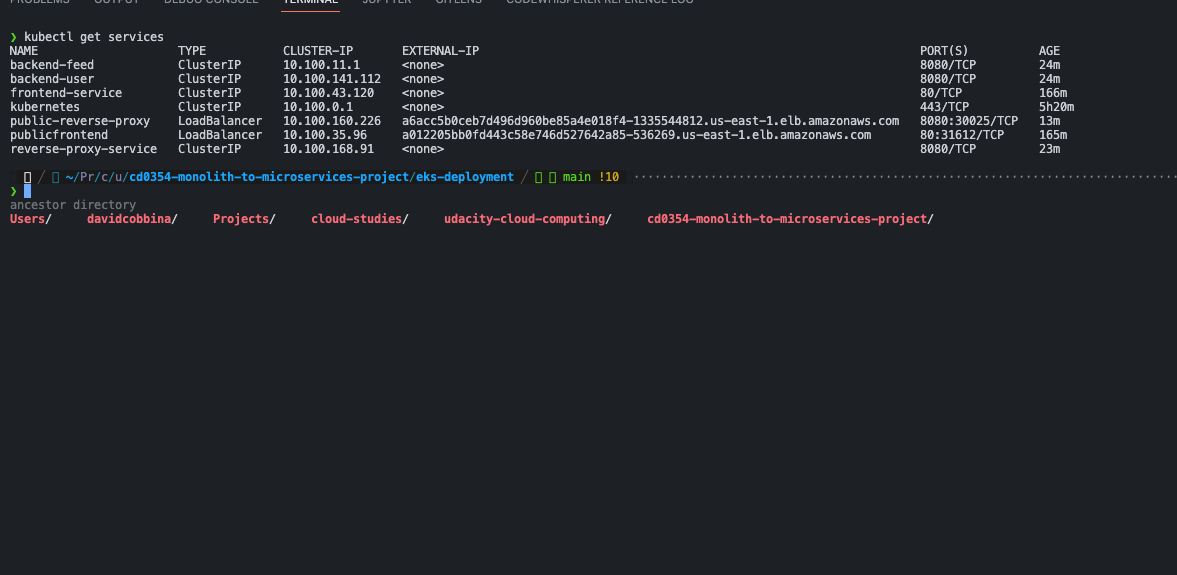 PROBLEMS OUTPUT DEBUG CONSOLE TERMINAL JUPYTER GITLENS CODEWHISPERER REFERENCE LOG
❯ kubectl get services
NAME TYPE CLUSTER-IP EXTERNAL-IP PORT(S) AGE
backend-feed ClusterIP 10.100.11.1 <none> 8080/TCP 24m
backend-user ClusterIP 10.100.141.112 <none> 8080/TCP 24m
frontend-service ClusterIP 10.100.43.120 <none> 80/TCP 166m
kubernetes ClusterIP 10.100.0.1 <none> 443/TCP 5h20m
public-reverse-proxy LoadBalancer 10.100.160.226 a6acc5b0ceb7d496d960be85a4e018f4-1335544812.us-east-1.elb.amazonaws.com 8080:30025/TCP 13m
publicfrontend LoadBalancer 10.100.35.96 a012205bb0fd443c58e746d527642a85-536269.us-east-1.elb.amazonaws.com 80:31612/TCP 165m
reverse-proxy-service ClusterIP 10.100.168.91 <none> 8080/TCP 23m
/ ~/Pr/c/u/cd0354-monolith-to-microservices-project/eks-deployment / main !10
❯
ancestor directory
Users/ davidcobbina/ Projects/ cloud-studies/ udacity-cloud-computing/ cd0354-monolith-to-microservices-project/